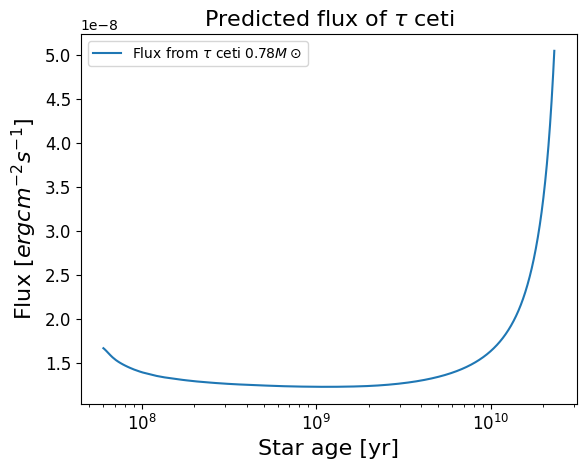 Predicted flux of τ ceti
1e−8
Flux from τ ceti 0.78M⊙
5.0
4.5
4.0
3.5
3.0
2.5
2.0
1.5
Flux [ergcm⁻²s⁻¹]
10⁸ 10⁹ 10¹⁰
Star age [yr]